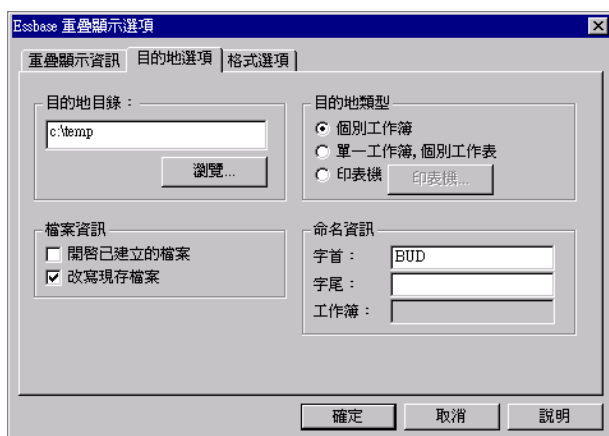 Essbase 重疊顯示選項
重疊顯示資訊 目的地選項 格式選項
目的地目錄：
c:\temp
瀏覽...
目的地類型
個別工作簿
單一工作簿, 個別工作表
印表機 印表機...
檔案資訊
開啓已建立的檔案
改寫現存檔案
命名資訊
字首： BUD
字尾：
工作簿：
確定 取消 說明